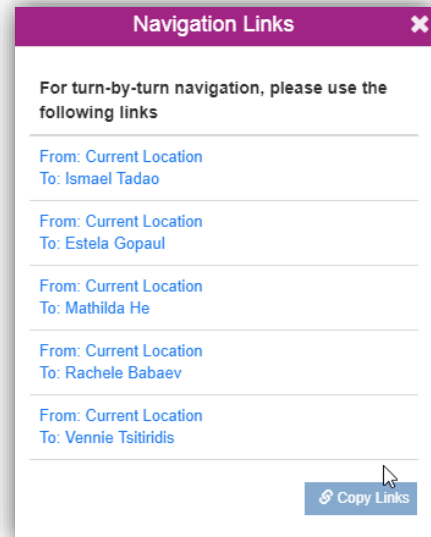 Navigation Links
For turn-by-turn navigation, please use the
following links
From: Current Location
To: Ismael Tadao
From: Current Location
To: Estela Gopaul
From: Current Location
To: Mathilda He
From: Current Location
To: Rachele Babaev
From: Current Location
To: Vennie Tsitiridis
Copy Links